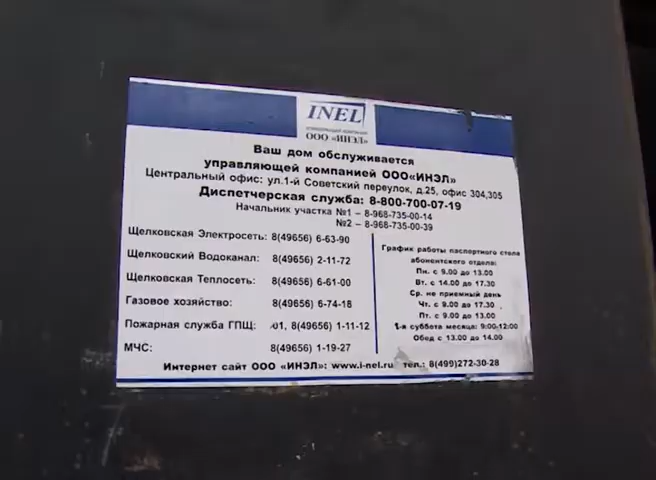 INEL
УПРАВЛЯЮЩАЯ КОМПАНИЯ
ООО «ИНЭЛ»
Ваш дом обслуживается
управляющей компанией ООО«ИНЭЛ»
Центральный офис: ул.1-й Советский переулок, д.25, офис 304,305
Диспетчерская служба: 8-800-700-07-19
Начальник участка №1 – 8-968-735-00-14
№2 – 8-968-735-00-39
Щелковская Электросеть: 8(49656) 6-63-90
Щелковский Водоканал: 8(49656) 2-11-72
Щелковская Теплосеть: 8(49656) 6-61-00
Газовое хозяйство: 8(49656) 6-74-18
Пожарная служба ГПЩ: 01, 8(49656) 1-11-12
МЧС: 8(49656) 1-19-27
График работы паспортного стола
абонентского отдела:
Пн. с 9.00 до 13.00
Вт. с 14.00 до 17.30
Ср. не приемный день
Чт. с 9.00 до 17.30
Пт. с 9.00 до 13.00
1-я суббота месяца: 9:00-12:00
Обед с 13.00 до 14.00
Интернет сайт ООО «ИНЭЛ»: www.i-nel.ru тел.: 8(499)272-30-28